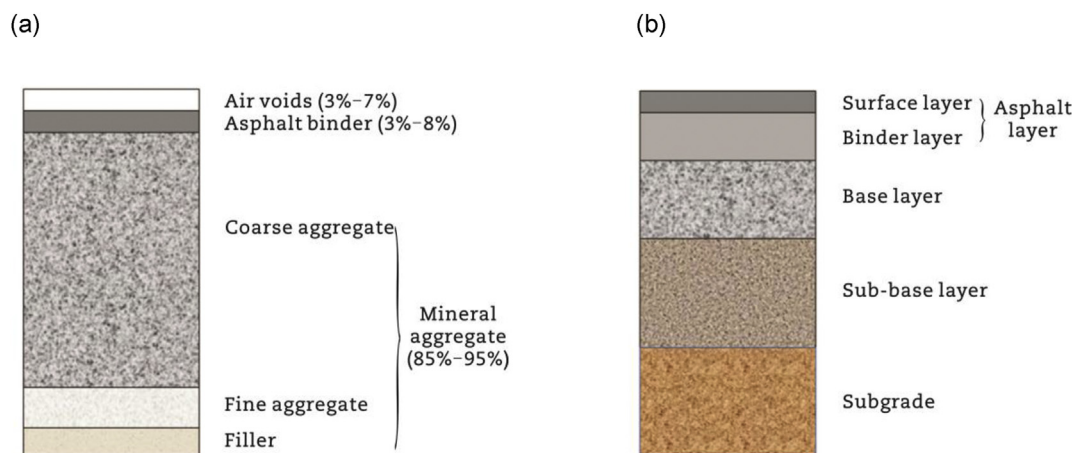 (a)
Air voids (3%–7%)
Asphalt binder (3%–8%)
Coarse aggregate
Mineral
aggregate
(85%–95%)
Fine aggregate
Filler
(b)
Surface layer
Binder layer
Asphalt
layer
Base layer
Sub-base layer
Subgrade